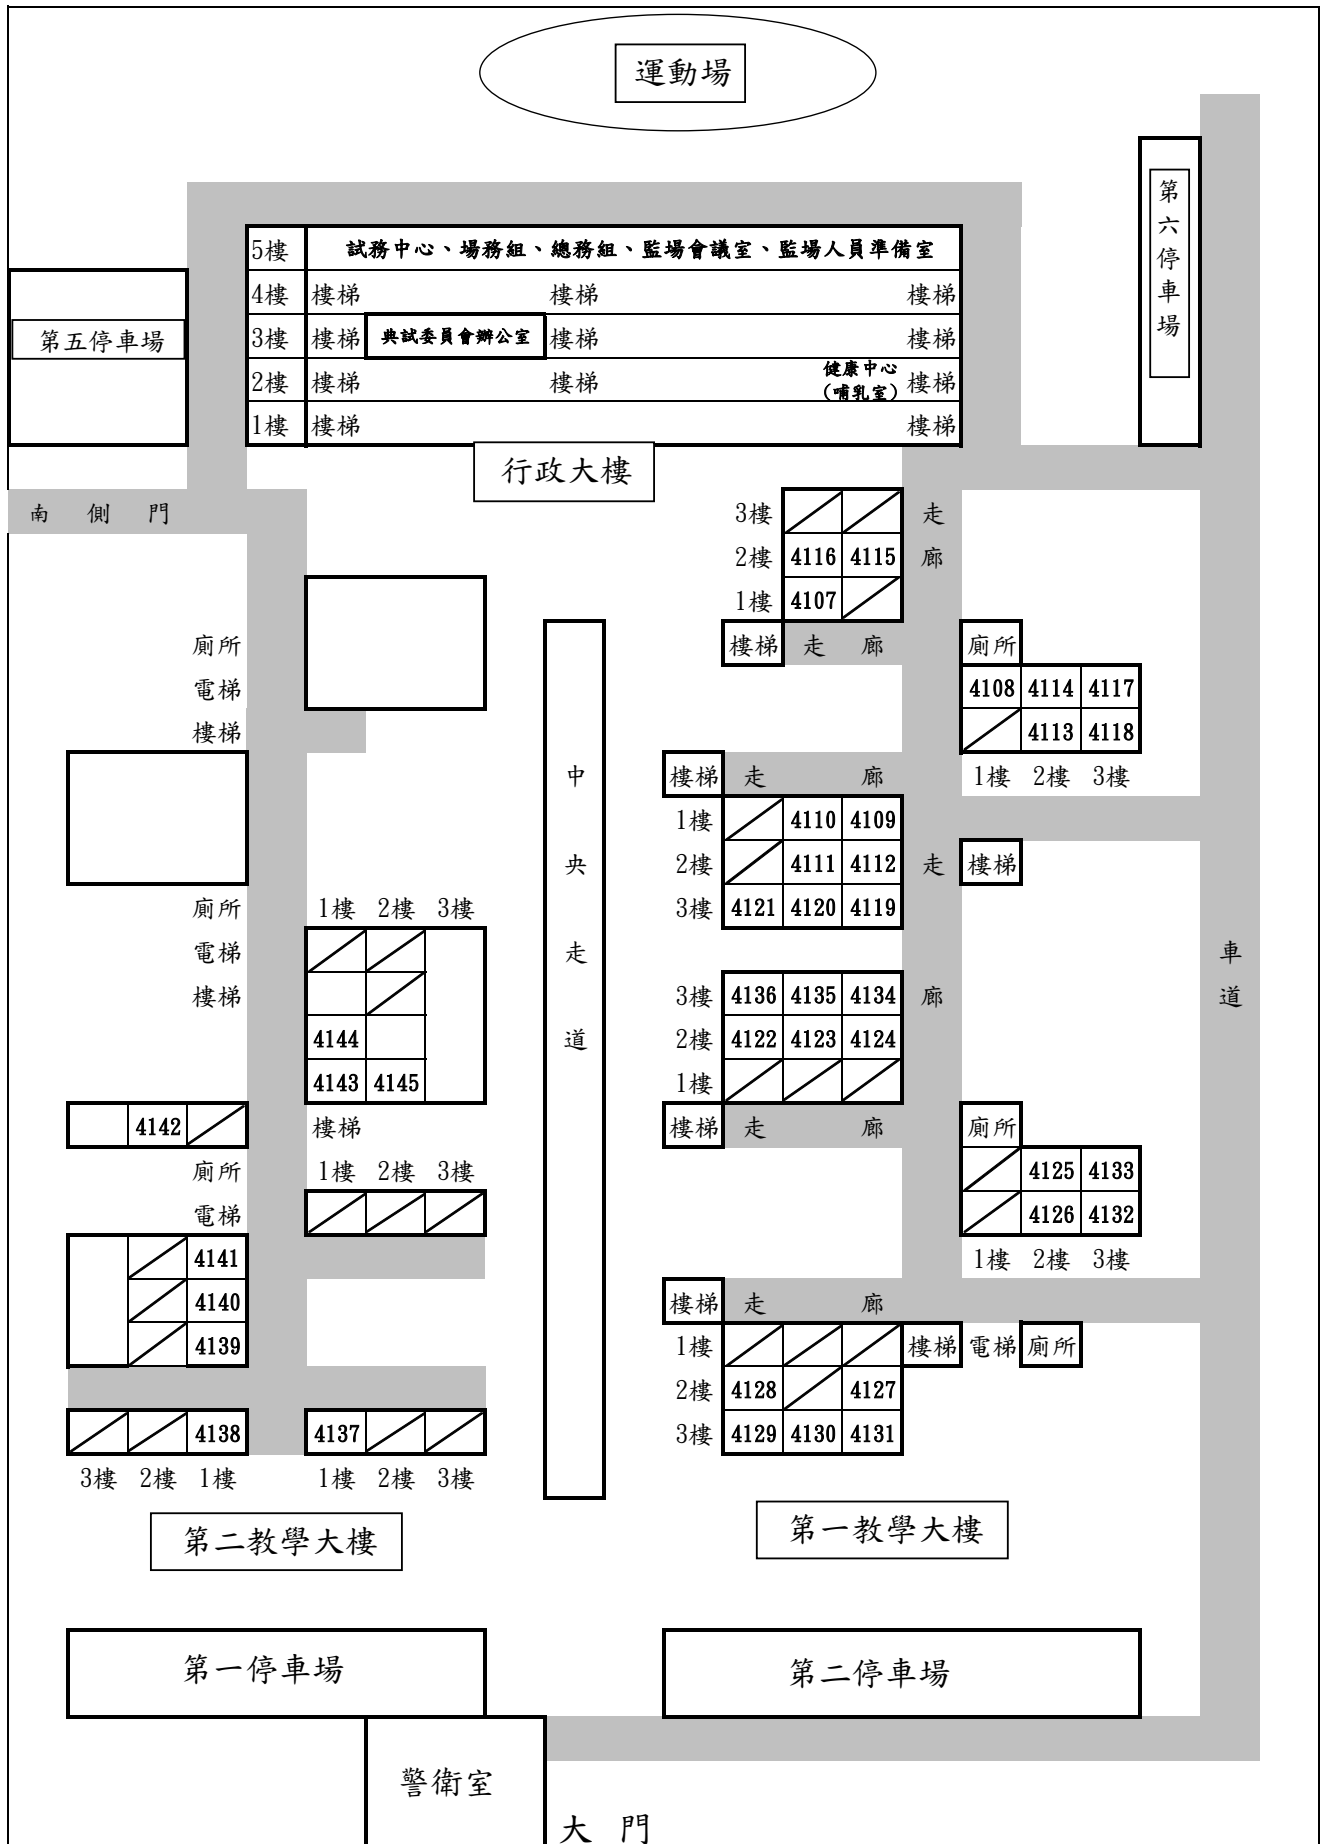 運動場
第六停車場
5樓 試務中心、場務組、總務組、監場會議室、監場人員準備室
4樓 樓梯 樓梯 樓梯
第五停車場
3樓 樓梯 典試委員會辦公室 樓梯 樓梯
2樓 樓梯 樓梯 健康中心(哺乳室) 樓梯
1樓 樓梯 樓梯
行政大樓
南側門
3樓
2樓 4116 4115
1樓 4107
走廊
樓梯 走廊
廁所
4108 4114 4117
4113 4118
1樓 2樓 3樓
樓梯 走廊
1樓 4110 4109
2樓 4111 4112
3樓 4121 4120 4119
走廊
樓梯
3樓 4136 4135 4134
2樓 4122 4123 4124
1樓
樓梯 走廊
廁所
4125 4133
4126 4132
1樓 2樓 3樓
樓梯 走廊
1樓 樓梯 電梯 廁所
2樓 4128 4127
3樓 4129 4130 4131
第一教學大樓
車道
中央走道
廁所
電梯
樓梯
廁所
電梯
樓梯
1樓 2樓 3樓
4144
4143 4145
樓梯
4142
廁所
電梯
1樓 2樓 3樓
4141
4140
4139
4138
3樓 2樓 1樓
4137
1樓 2樓 3樓
第二教學大樓
第一停車場
第二停車場
警衛室
大門